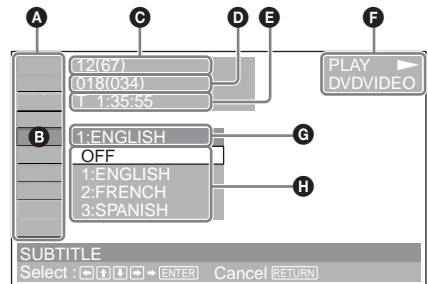 A C D E F
12(67)
018(034)
T 1:35:55
PLAY
DVDVIDEO
B
1:ENGLISH
G
OFF
1:ENGLISH
2:FRENCH
3:SPANISH
H
SUBTITLE
Select : ENTER Cancel RETURN